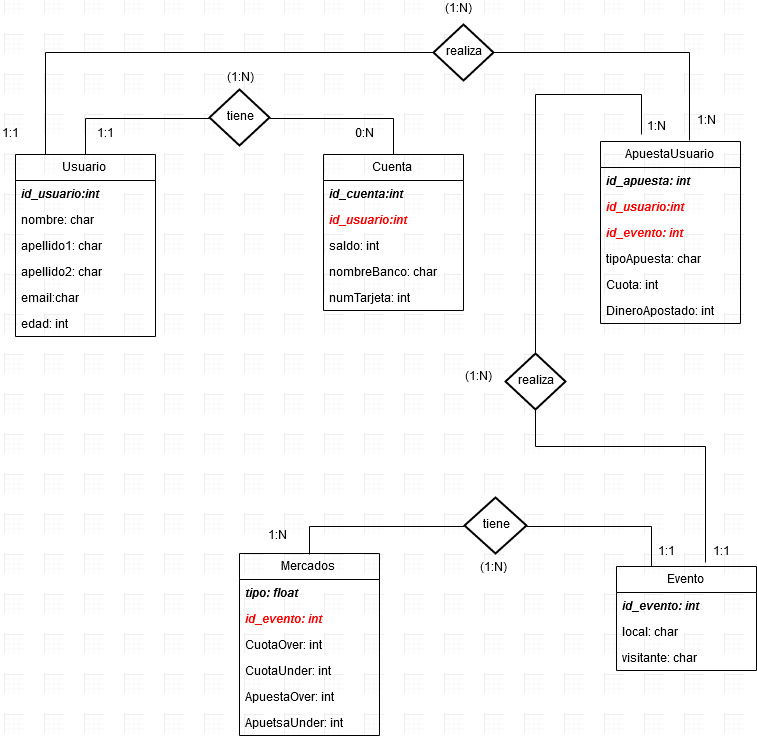 (1:N)
realiza
(1:N)
tiene
1:1
1:1
0:N
1:N
1:N
Usuario
id_usuario:int
nombre: char
apellido1: char
apellido2: char
email:char
edad: int
Cuenta
id_cuenta:int
id_usuario:int
saldo: int
nombreBanco: char
numTarjeta: int
ApuestaUsuario
id_apuesta: int
id_usuario:int
id_evento: int
tipoApuesta: char
Cuota: int
DineroApostado: int
(1:N)
realiza
1:N
tiene
(1:N)
1:1
1:1
Mercados
tipo: float
id_evento: int
CuotaOver: int
CuotaUnder: int
ApuestaOver: int
ApuetsaUnder: int
Evento
id_evento: int
local: char
visitante: char